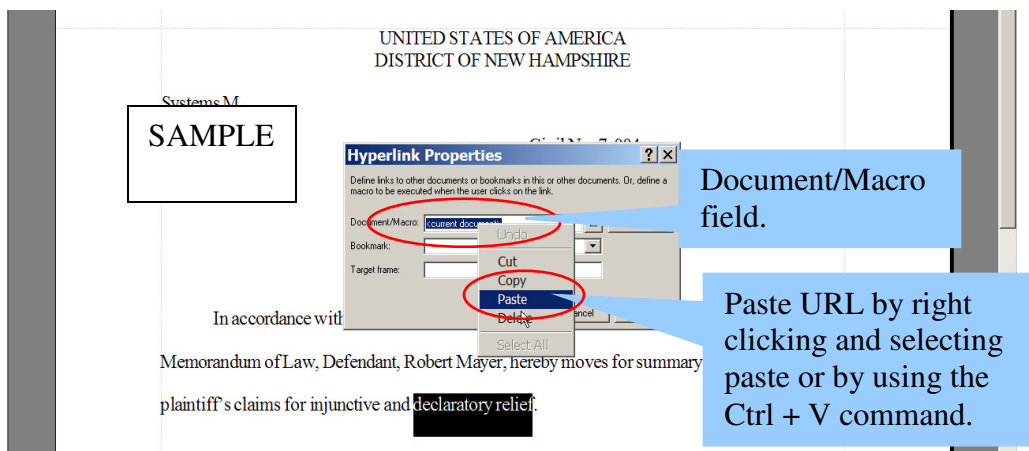 UNITED STATES OF AMERICA
DISTRICT OF NEW HAMPSHIRE
Systems M
SAMPLE
Hyperlink Properties
Define links to other documents or bookmarks in this or other documents. Or, define a
macro to be executed when the user clicks on the link.
Document/Macro: <current document>
Bookmark:
Target frame:
Undo
Cut
Copy
Paste
Delete
Select All
Document/Macro
field.
Paste URL by right
clicking and selecting
paste or by using the
Ctrl + V command.
In accordance with
Memorandum of Law, Defendant, Robert Mayer, hereby moves for summary
plaintiff's claims for injunctive and declaratory relief.